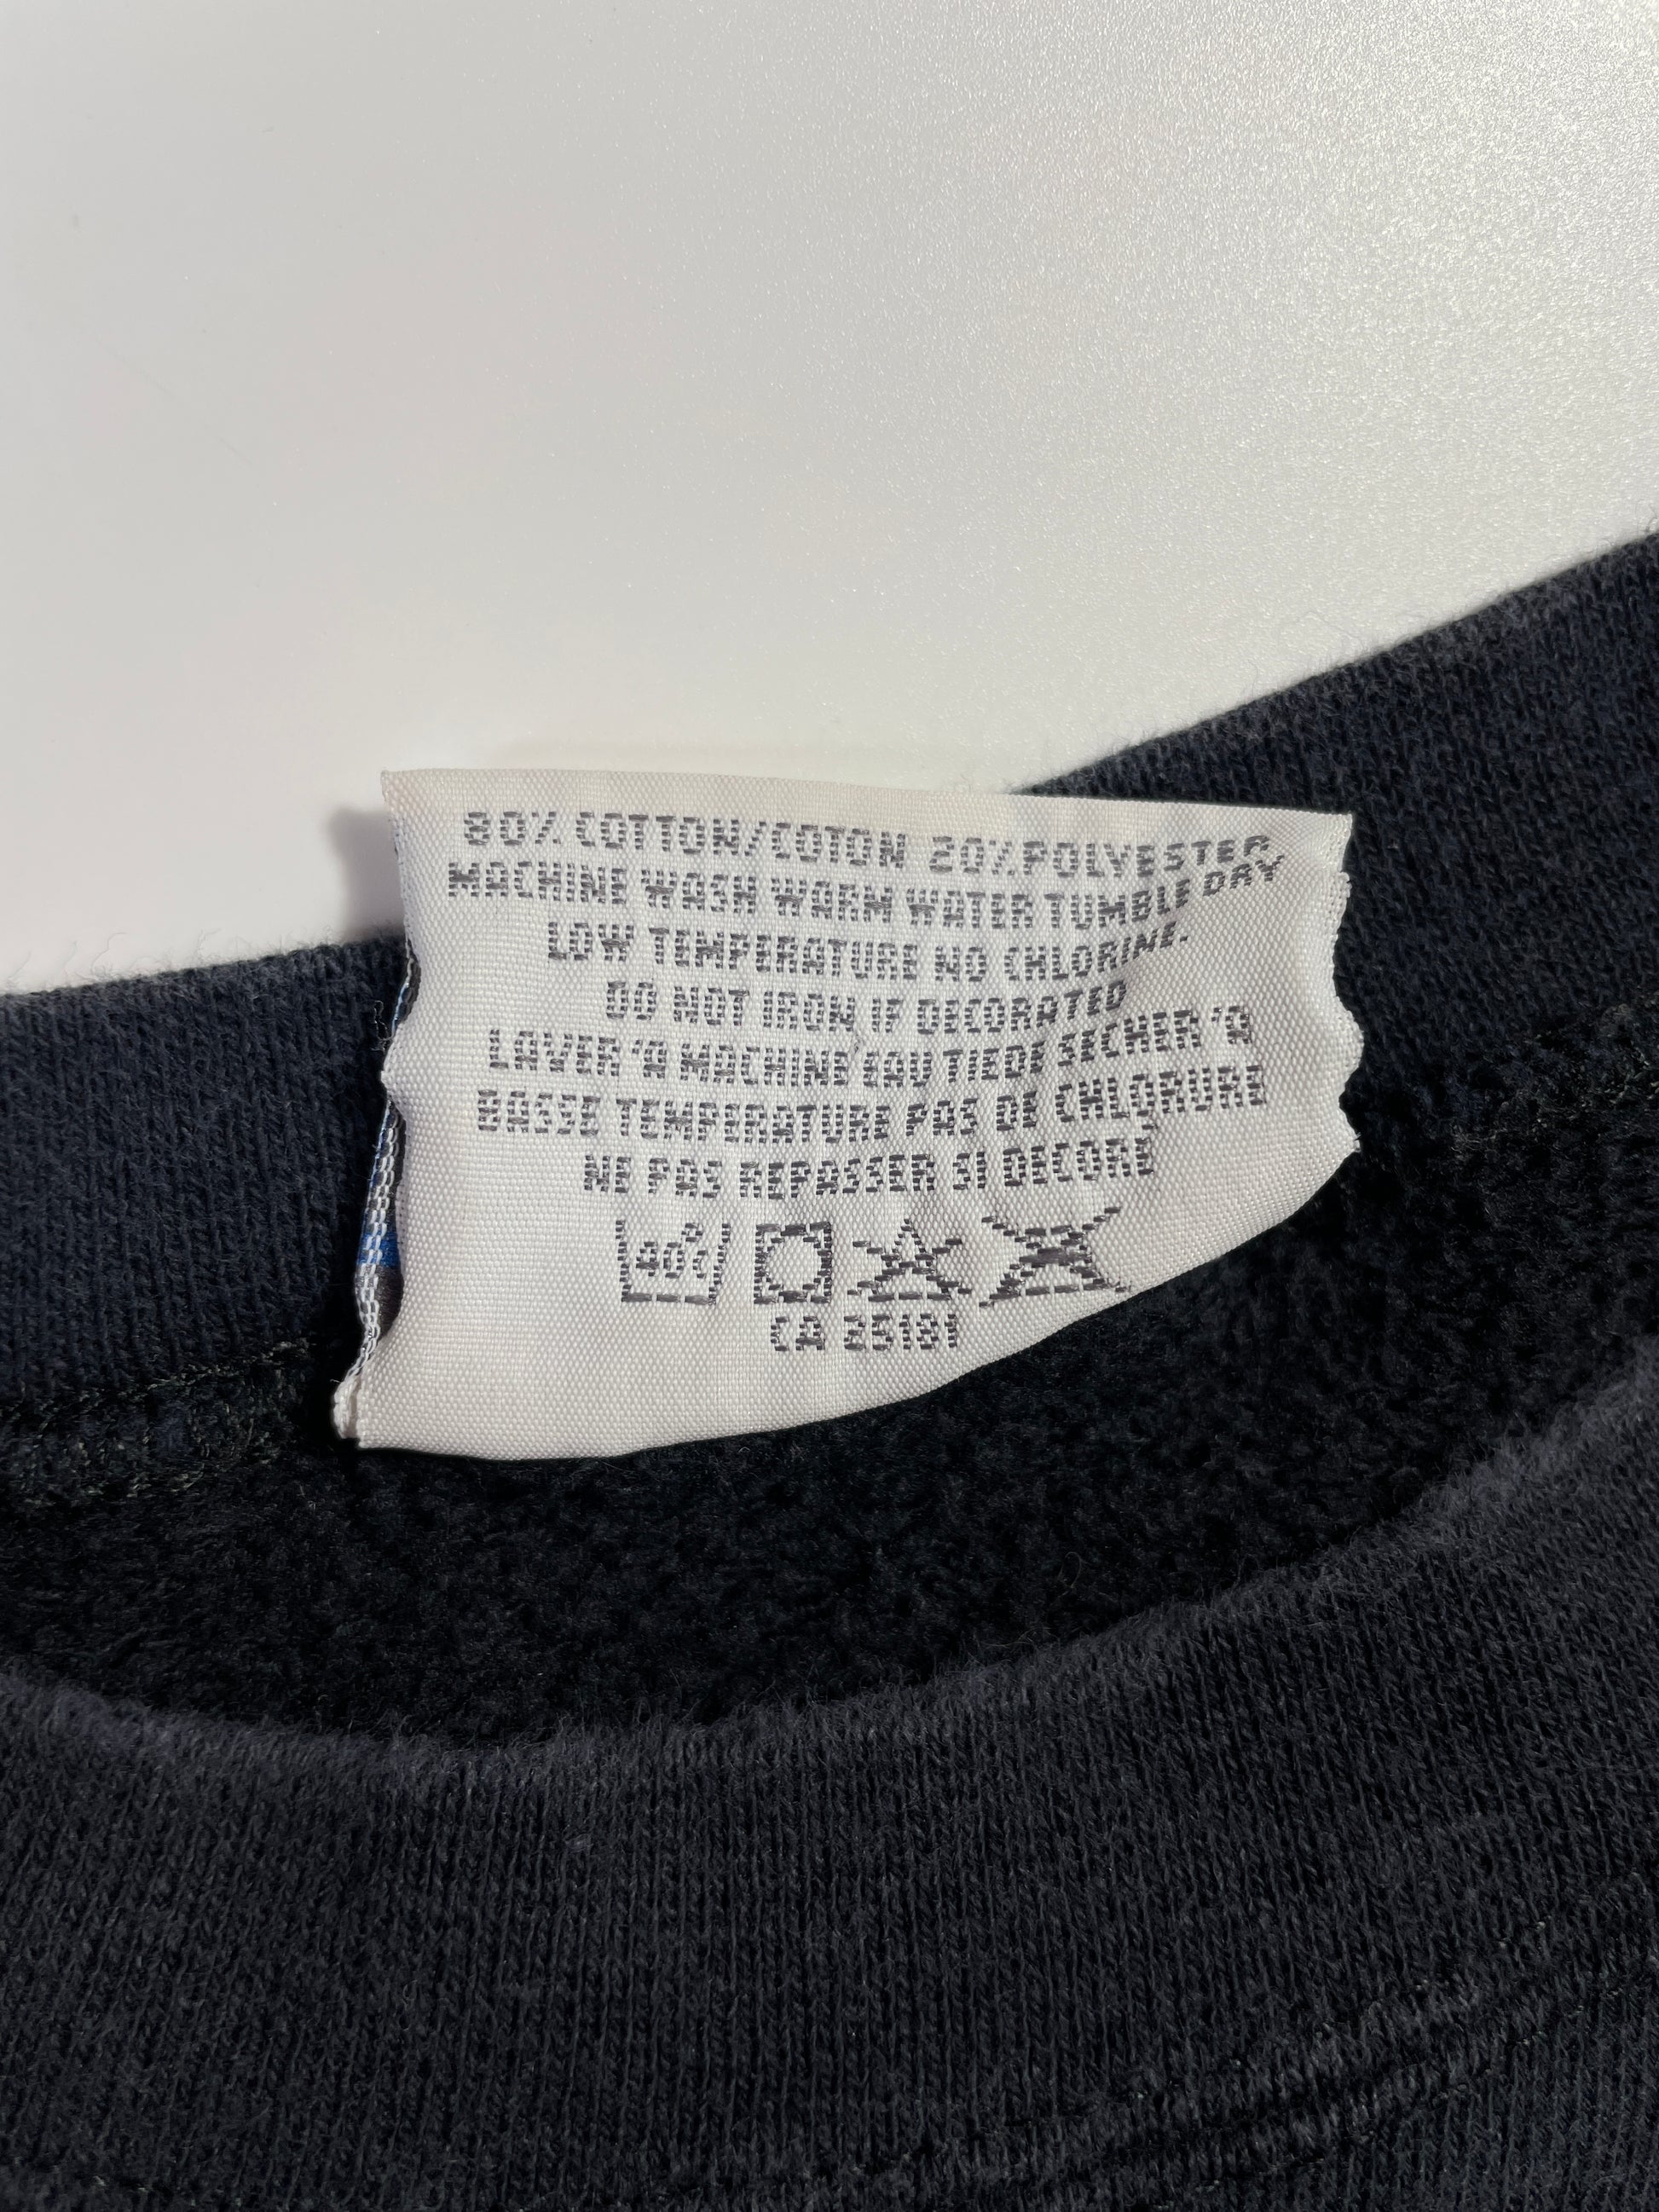 80% COTTON/COTON 20% POLYESTER
MACHINE WASH WARM WATER TUMBLE DRY
LOW TEMPERATURE NO CHLORINE.
DO NOT IRON IF DECORATED
LAVER 'A MACHINE EAU TIEDE SECHER 'A
BASSE TEMPERATURE PAS DE CHLORURE
NE PAS REPASSER SI DECORE'
40°C
CA 25181